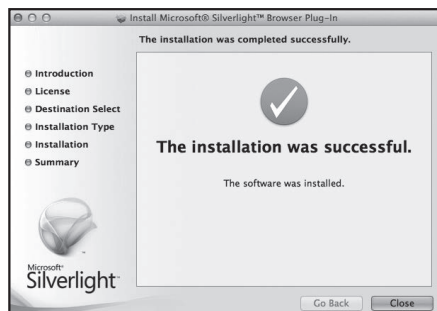 Install Microsoft® Silverlight™ Browser Plug-In
The installation was completed successfully.
Introduction
License
Destination Select
Installation Type
Installation
Summary
The installation was successful.
The software was installed.
Microsoft®
Silverlight™
Go Back
Close